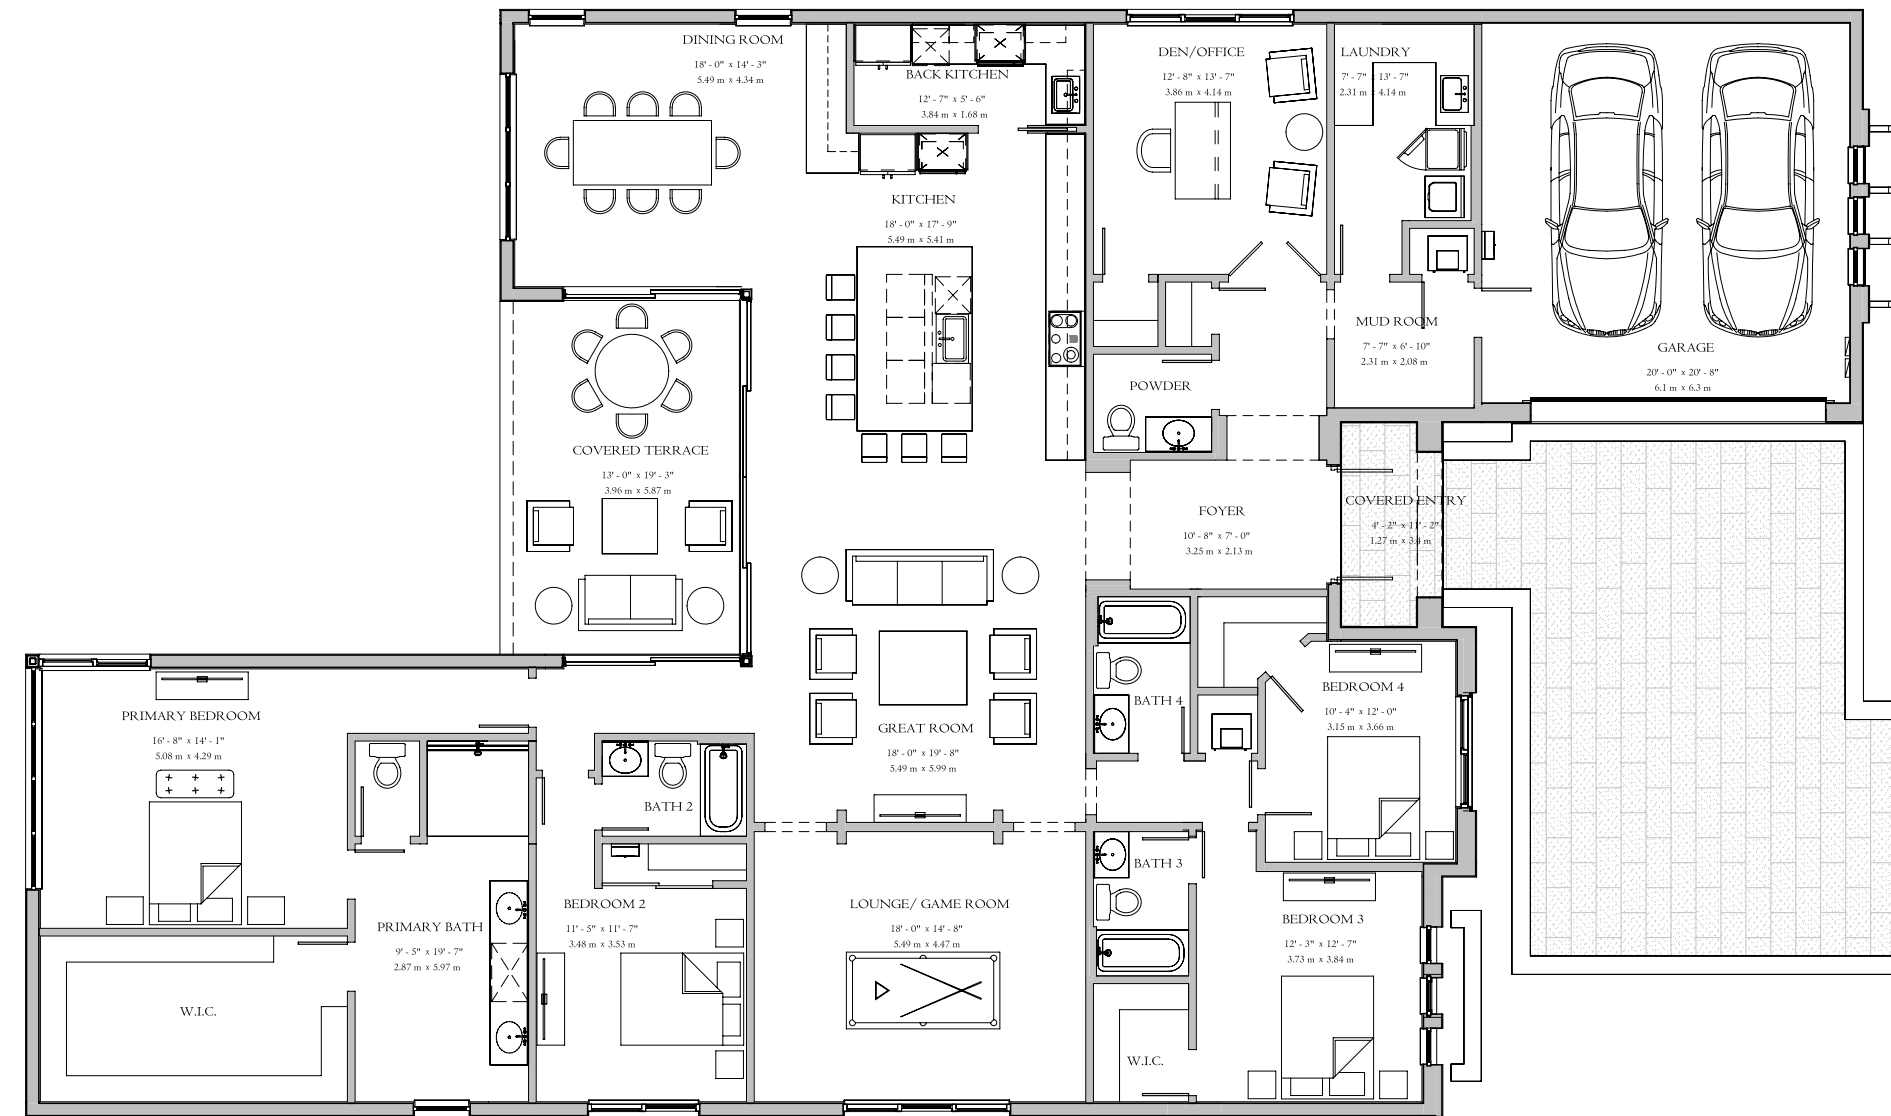 DINING ROOM
18' - 0" x 14' - 3"
5.49 m x 4.34 m
BACK KITCHEN
12' - 7" x 5' - 6"
3.84 m x 1.68 m
DEN/OFFICE
12' - 8" x 13' - 7"
3.86 m x 4.14 m
LAUNDRY
7' - 7" x 13' - 7"
2.31 m x 4.14 m
KITCHEN
18' - 0" x 17' - 9"
5.49 m x 5.41 m
MUD ROOM
7' - 7" x 6' - 10"
2.31 m x 2.08 m
GARAGE
20' - 0" x 20' - 8"
6.1 m x 6.3 m
POWDER
COVERED TERRACE
13' - 0" x 19' - 3"
3.96 m x 5.87 m
FOYER
10' - 8" x 7' - 0"
3.25 m x 2.13 m
COVERED ENTRY
4' - 2" x 11' - 2"
1.27 m x 3.4 m
PRIMARY BEDROOM
16' - 8" x 14' - 1"
5.08 m x 4.29 m
GREAT ROOM
18' - 0" x 19' - 8"
5.49 m x 5.99 m
BATH 4
BEDROOM 4
10' - 4" x 12' - 0"
3.15 m x 3.66 m
BATH 2
BATH 3
PRIMARY BATH
9' - 5" x 19' - 7"
2.87 m x 5.97 m
BEDROOM 2
11' - 5" x 11' - 7"
3.48 m x 3.53 m
LOUNGE/ GAME ROOM
18' - 0" x 14' - 8"
5.49 m x 4.47 m
BEDROOM 3
12' - 3" x 12' - 7"
3.73 m x 3.84 m
W.I.C.
W.I.C.